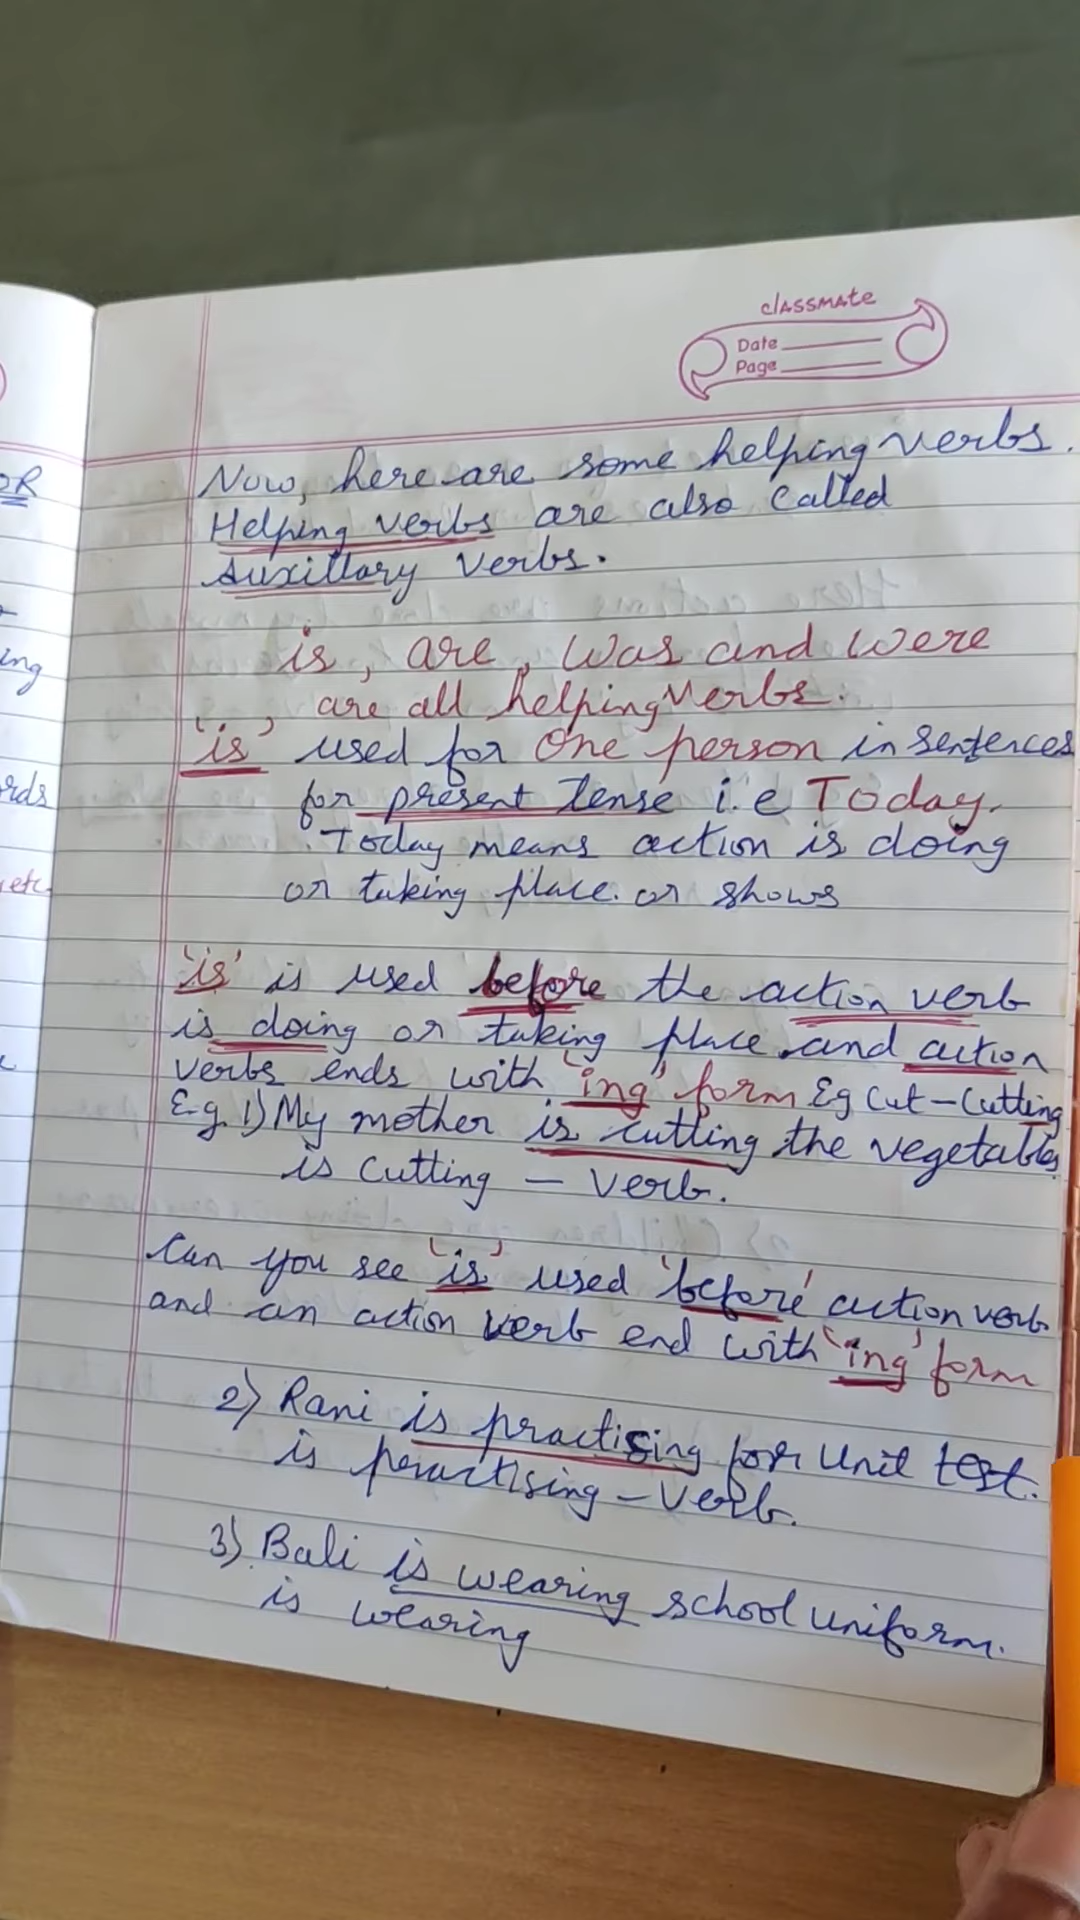 classmate
Date
Page
Now, here are some helping verbs.
Helping verbs are also called
Auxillary verbs.
is, are, was and were
are all helping verbs.
'is' used for one person in sentences
for present tense i.e Today.
Today means action is doing
or taking place. or shows
'is' is used before the action verb
is doing or taking place and action
verbs ends with 'ing' form Eg Cut - Cutting
E.g. 1) My mother is cutting the vegetables
is cutting - verb.
Can you see 'is' used 'before' action verb
and an action verb end with 'ing' form
2) Rani is practising for unit test.
is practising - verb.
3) Bali is wearing school uniform.
is wearing
OR
ing
rds
etc